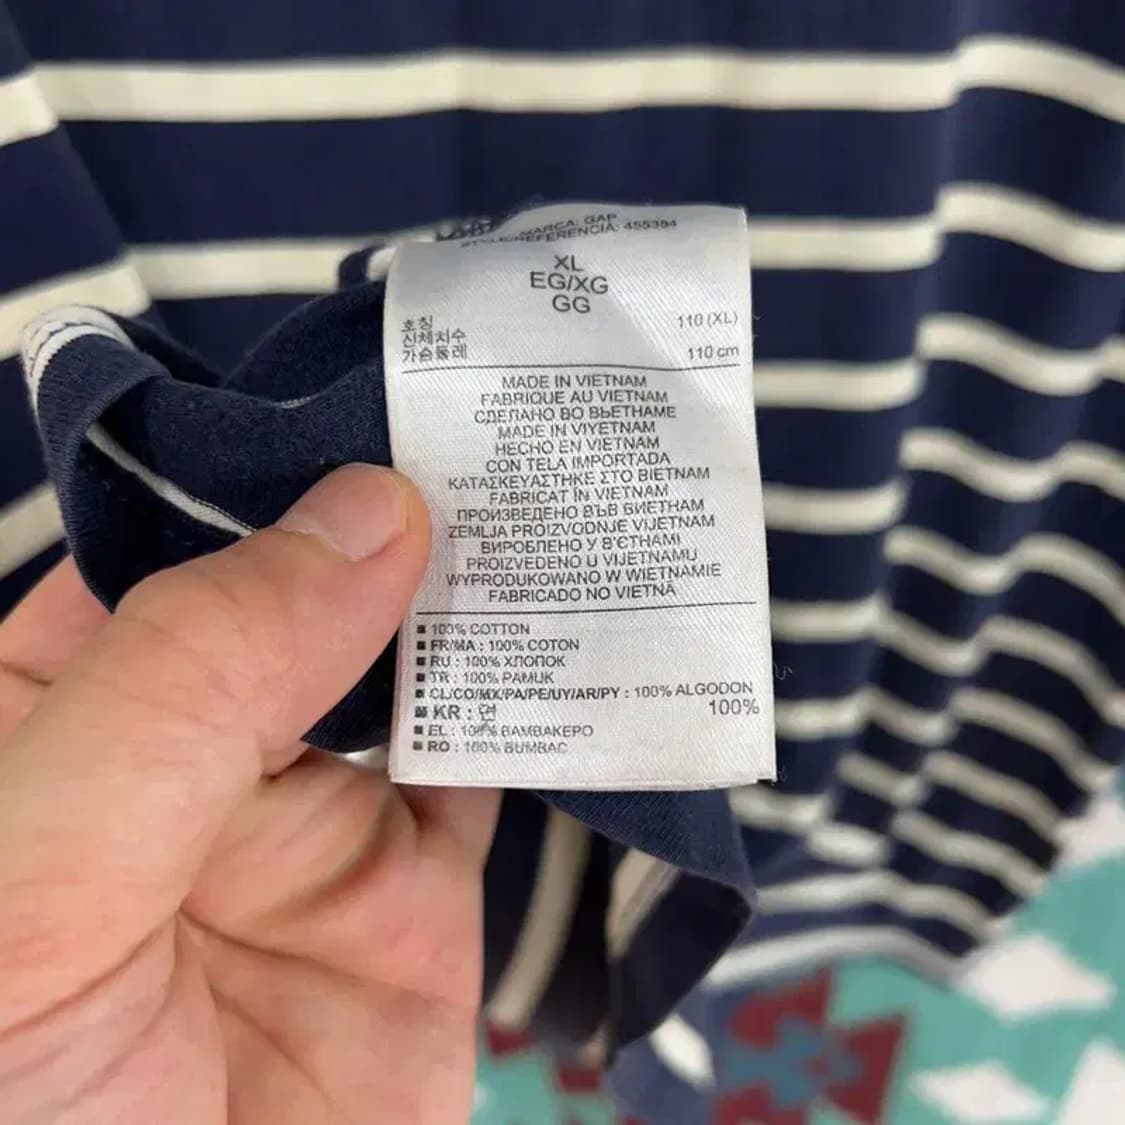 MARCA: GAP
STYLE/REFERENCIA: 455384
XL
EG/XG
GG
호칭 110 (XL)
신체치수
가슴둘레 110 cm
MADE IN VIETNAM
FABRIQUE AU VIETNAM
СДЕЛАНО ВО ВЬЕТНАМЕ
MADE IN VIYETNAM
HECHO EN VIETNAM
CON TELA IMPORTADA
ΚΑΤΑΣΚΕΥΑΣΤΗΚΕ ΣΤΟ ΒΙΕΤΝΑΜ
FABRICAT IN VIETNAM
ПРОИЗВЕДЕНО ВЪВ ВИЕТНАМ
ZEMLJA PROIZVODNJE VIJETNAM
ВИРОБЛЕНО У В'ЄТНАМІ
PROIZVEDENO U VIJETNAMU
WYPRODUKOWANO W WIETNAMIE
FABRICADO NO VIETNÃ
■ 100% COTTON
■ FR/MA : 100% COTON
■ RU : 100% ХЛОПОК
■ TR : 100% PAMUK
■ CL/CO/MX/PA/PE/UY/AR/PY : 100% ALGODON
■ KR : 면 100%
■ EL : 100% ΒΑΜΒΑΚΕΡΟ
■ RO : 100% BUMBAC